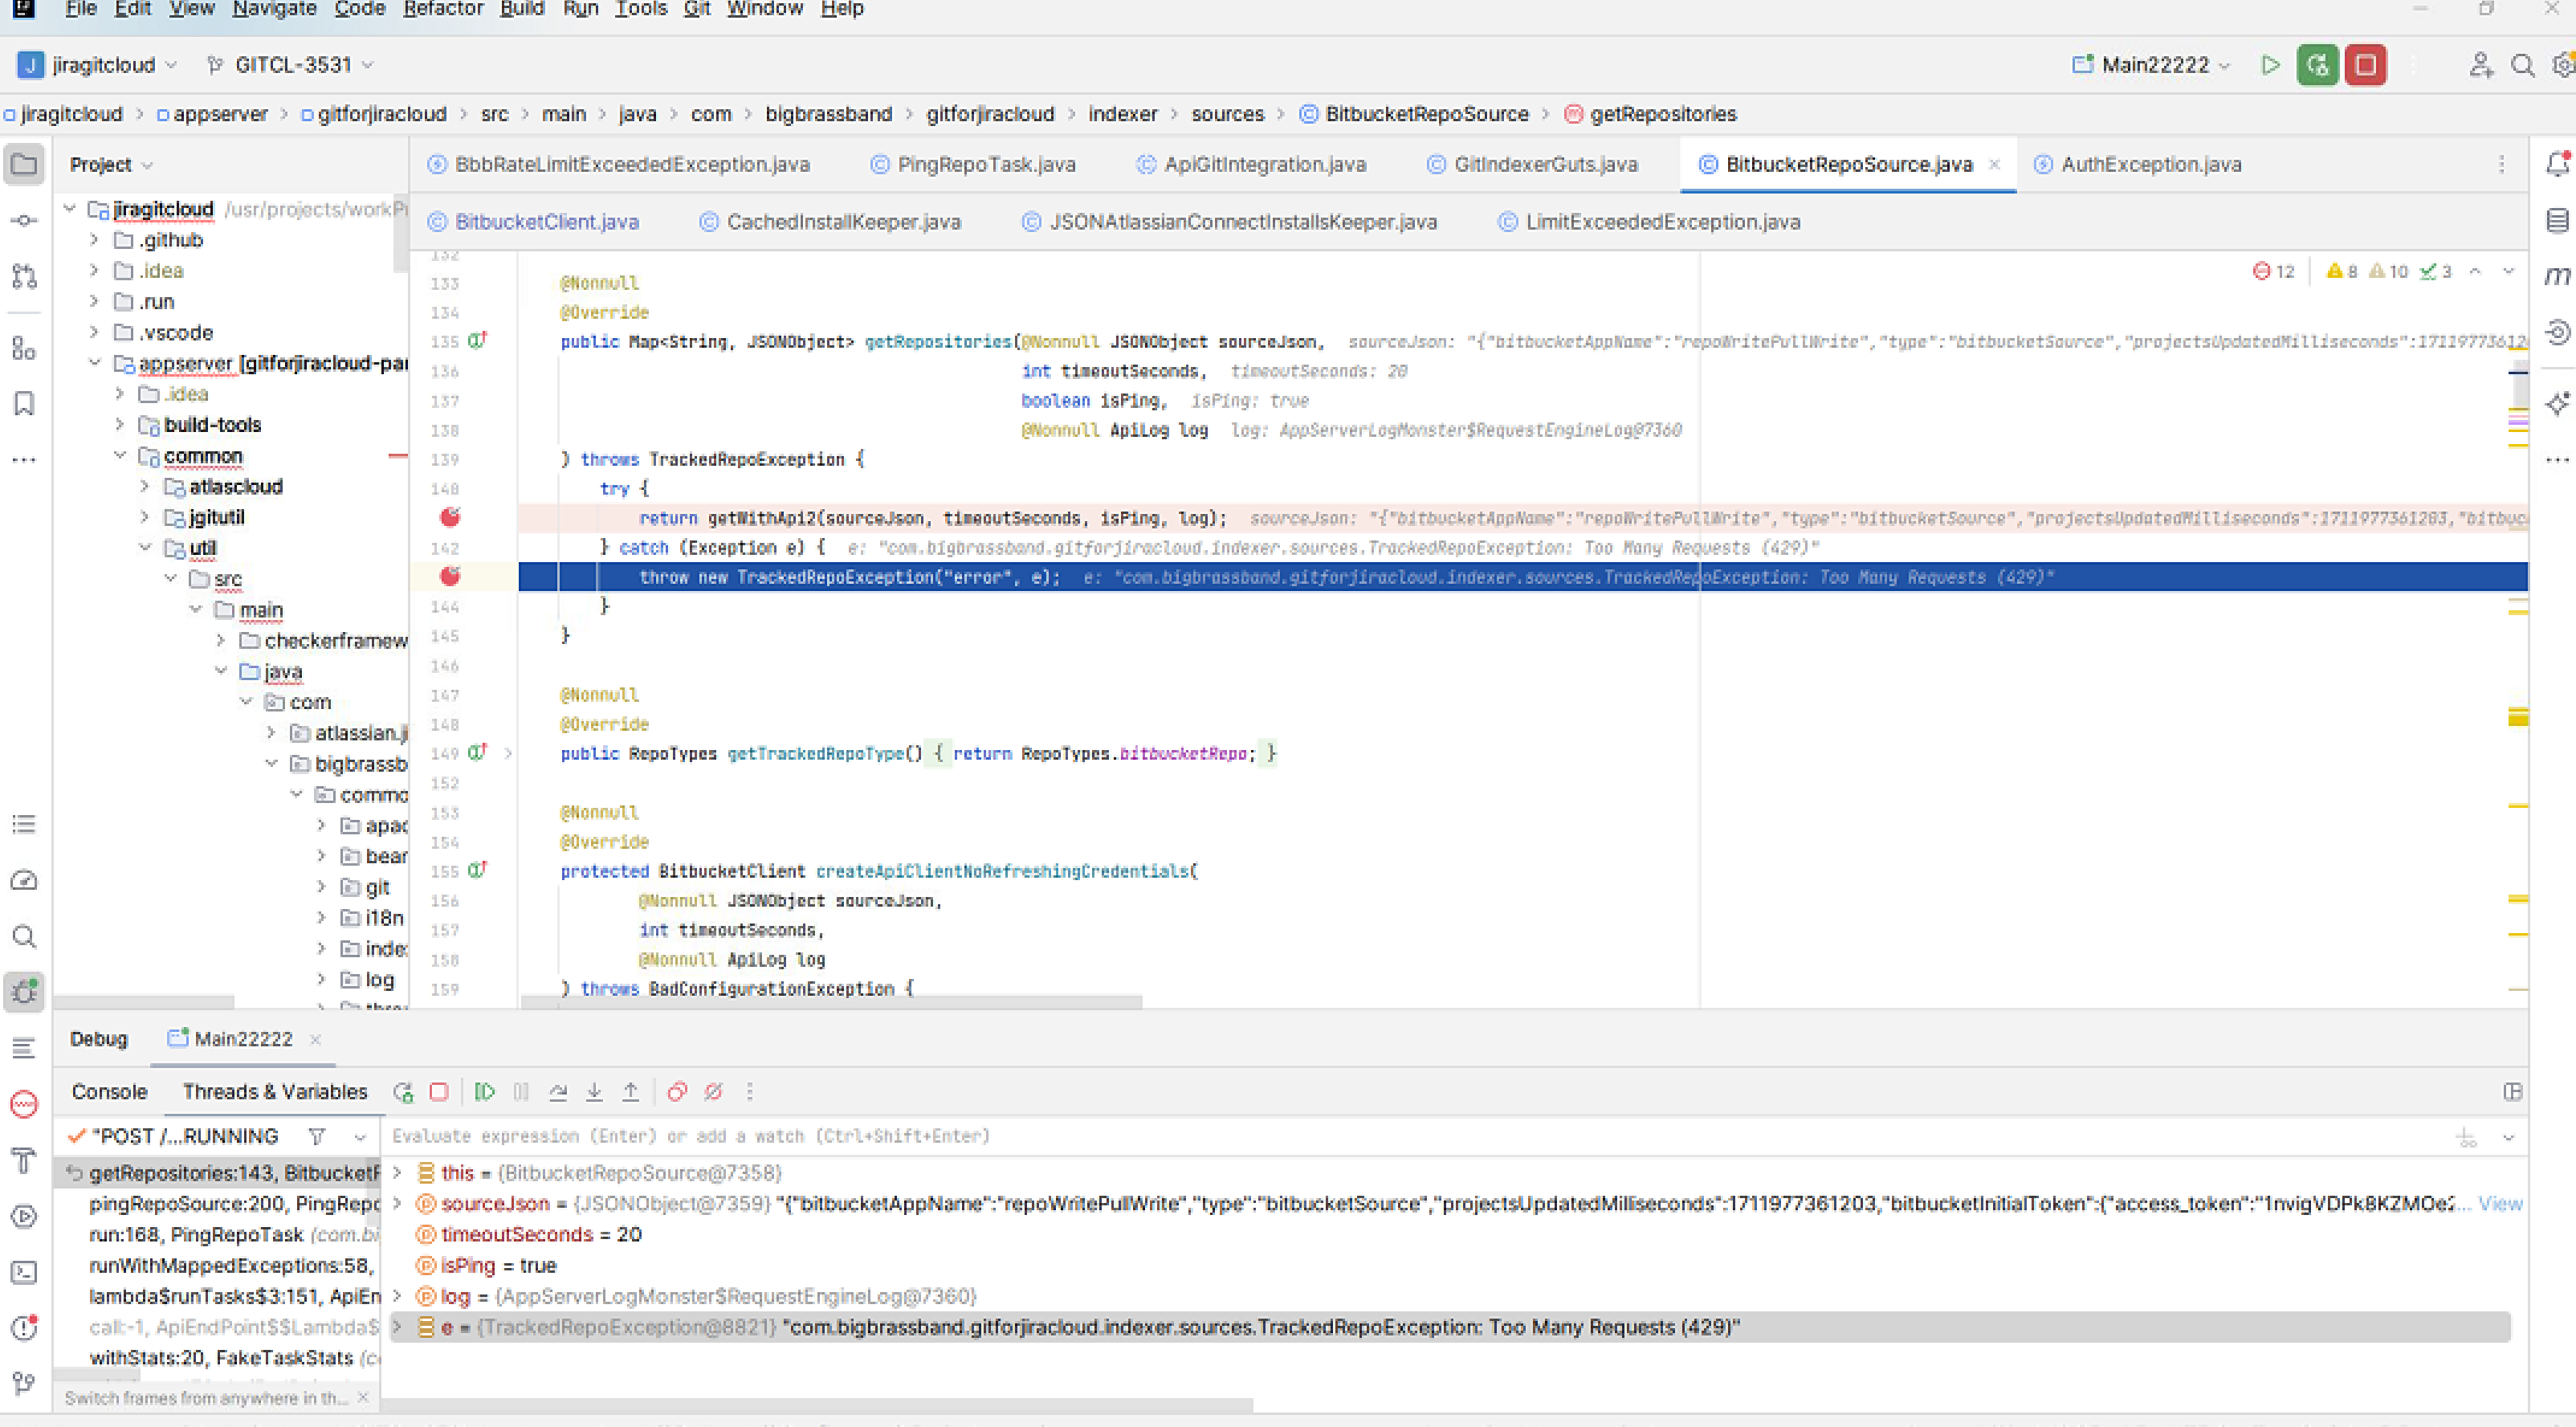 File Edit View Navigate Code Refactor Build Run Tools Git Window Help
J jiragitcloud GITCL-3531 Main22222
jiragitcloud appserver gitforjiracloud src main java com bigbrassband gitforjiracloud indexer sources BitbucketRepoSource getRepositories
Project
BbbRateLimitExceededException.java PingRepoTask.java ApiGitIntegration.java GitIndexerGuts.java BitbucketRepoSource.java AuthException.java
BitbucketClient.java CachedInstallKeeper.java JSONAtlassianConnectInstallsKeeper.java LimitExceededException.java
jiragitcloud /usr/projects/workP
.github
.idea
.run
.vscode
appserver [gitforjiracloud-par
.idea
build-tools
common
atlascloud
jgitutil
util
src
main
checkerframew
java
com
atlassian.ji
bigbrassb
commo
apac
bear
git
i18n
index
log
12 8 10 3
132
133 @Nonnull
134 @Override
135 public Map<String, JSONObject> getRepositories(@Nonnull JSONObject sourceJson, sourceJson: "{"bitbucketAppName":"repoWritePullWrite","type":"bitbucketSource","projectsUpdatedMilliseconds":171197736120
136 int timeoutSeconds, timeoutSeconds: 20
137 boolean isPing, isPing: true
138 @Nonnull ApiLog log log: AppServerLogMonster$RequestEngineLog@7360
139 ) throws TrackedRepoException {
140 try {
return getWithApi2(sourceJson, timeoutSeconds, isPing, log); sourceJson: "{"bitbucketAppName":"repoWritePullWrite","type":"bitbucketSource","projectsUpdatedMilliseconds":1711977361203,"bitbuc
142 } catch (Exception e) { e: "com.bigbrassband.gitforjiracloud.indexer.sources.TrackedRepoException: Too Many Requests (429)"
throw new TrackedRepoException("error", e); e: "com.bigbrassband.gitforjiracloud.indexer.sources.TrackedRepoException: Too Many Requests (429)"
144 }
145 }
146
147 @Nonnull
148 @Override
149 public RepoTypes getTrackedRepoType() { return RepoTypes.bitbucketRepo; }
152
153 @Nonnull
154 @Override
155 protected BitbucketClient createApiClientNoRefreshingCredentials(
156 @Nonnull JSONObject sourceJson,
157 int timeoutSeconds,
158 @Nonnull ApiLog log
159 ) throws BadConfigurationException {
Debug Main22222
Console Threads & Variables
"POST /...RUNNING
Evaluate expression (Enter) or add a watch (Ctrl+Shift+Enter)
getRepositories:143, BitbucketR
pingRepoSource:200, PingRepo
run:168, PingRepoTask (com.bi
runWithMappedExceptions:58,
lambda$runTasks$3:151, ApiEn
call:-1, ApiEndPoint$$Lambda$
withStats:20, FakeTaskStats (co
Switch frames from anywhere in th...
this = {BitbucketRepoSource@7358}
sourceJson = {JSONObject@7359} "{"bitbucketAppName":"repoWritePullWrite","type":"bitbucketSource","projectsUpdatedMilliseconds":1711977361203,"bitbucketInitialToken":{"access_token":"1nvigVDPk8KZMOe2... View
timeoutSeconds = 20
isPing = true
log = {AppServerLogMonster$RequestEngineLog@7360}
e = {TrackedRepoException@8821} "com.bigbrassband.gitforjiracloud.indexer.sources.TrackedRepoException: Too Many Requests (429)"